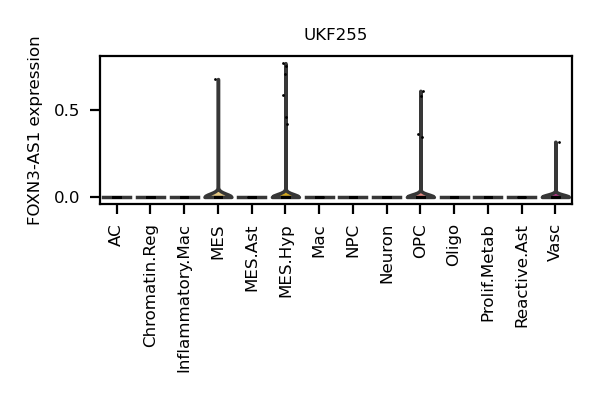 UKF255
FOXN3-AS1 expression
0.5
0.0
AC
Chromatin.Reg
Inflammatory.Mac
MES
MES.Ast
MES.Hyp
Mac
NPC
Neuron
OPC
Oligo
Prolif.Metab
Reactive.Ast
Vasc